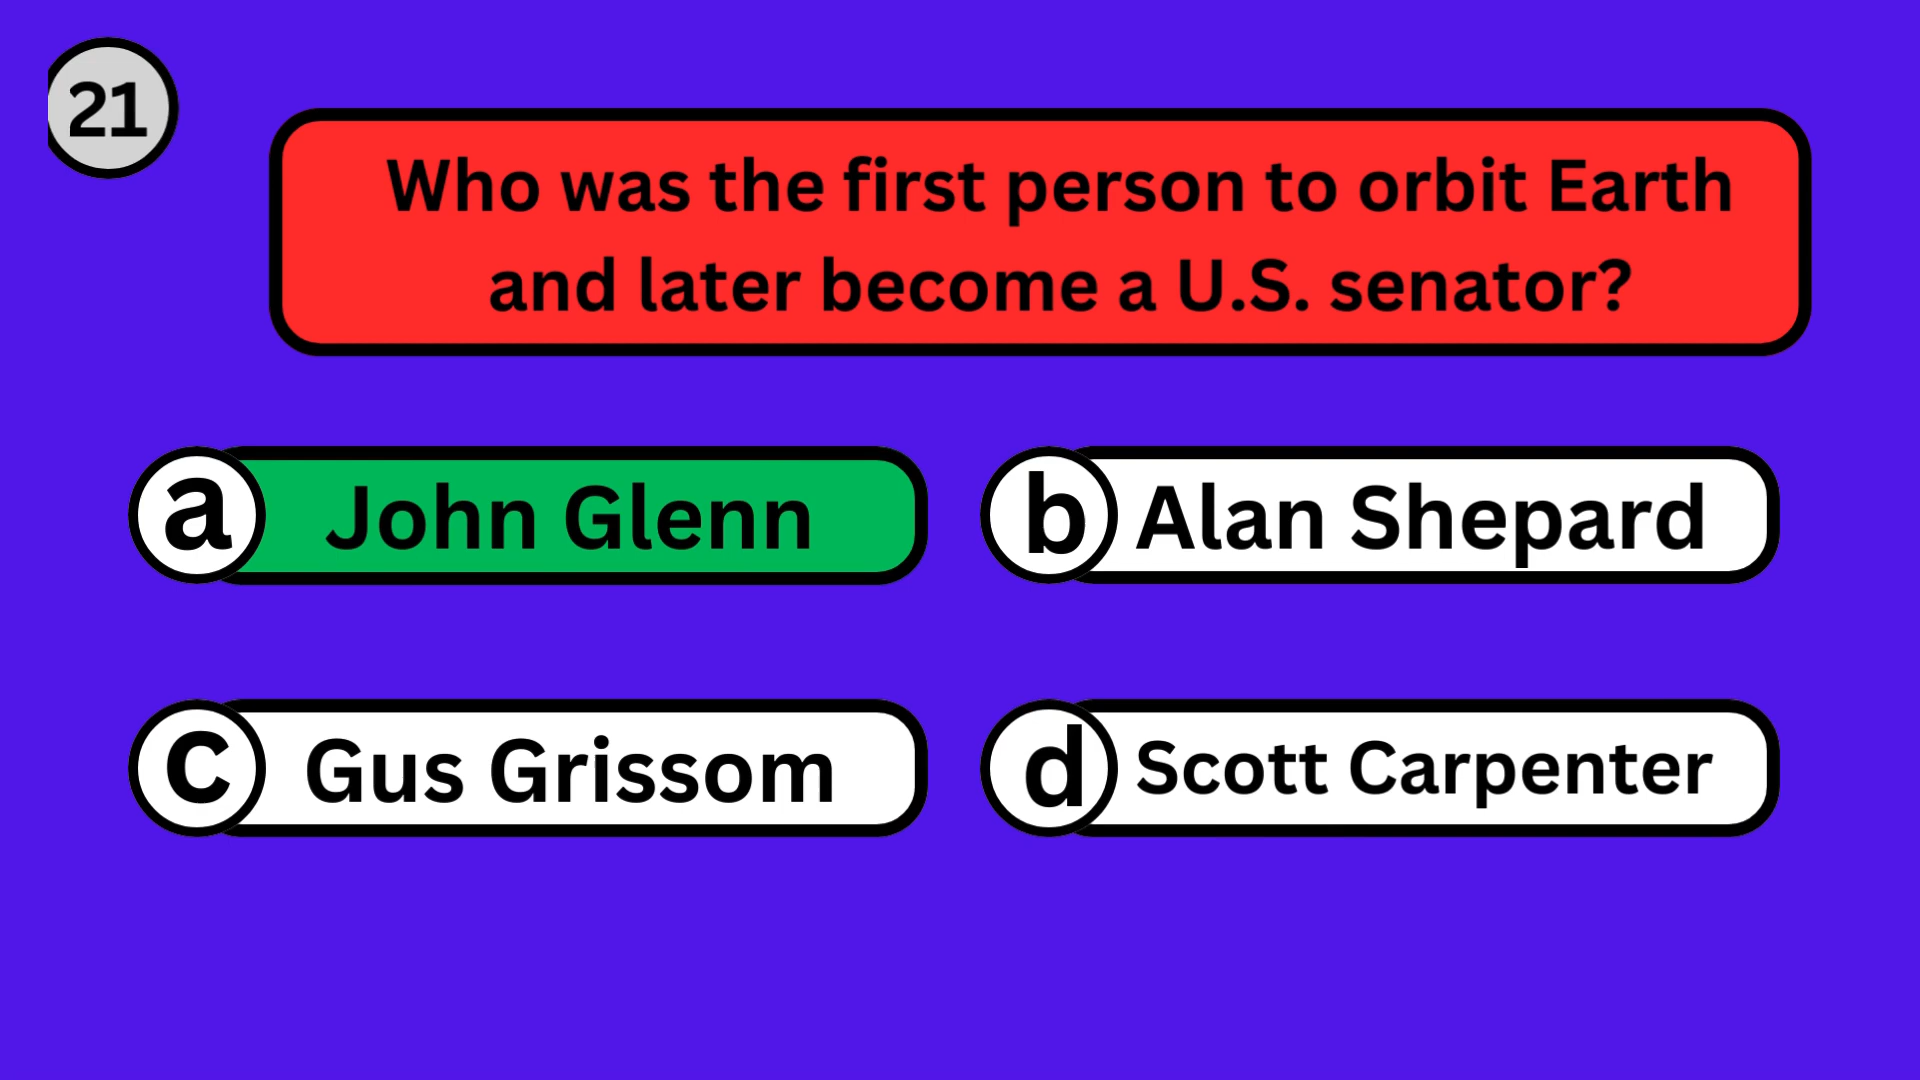 21
Who was the first person to orbit Earth
and later become a U.S. senator?
a John Glenn
b Alan Shepard
c Gus Grissom
d Scott Carpenter